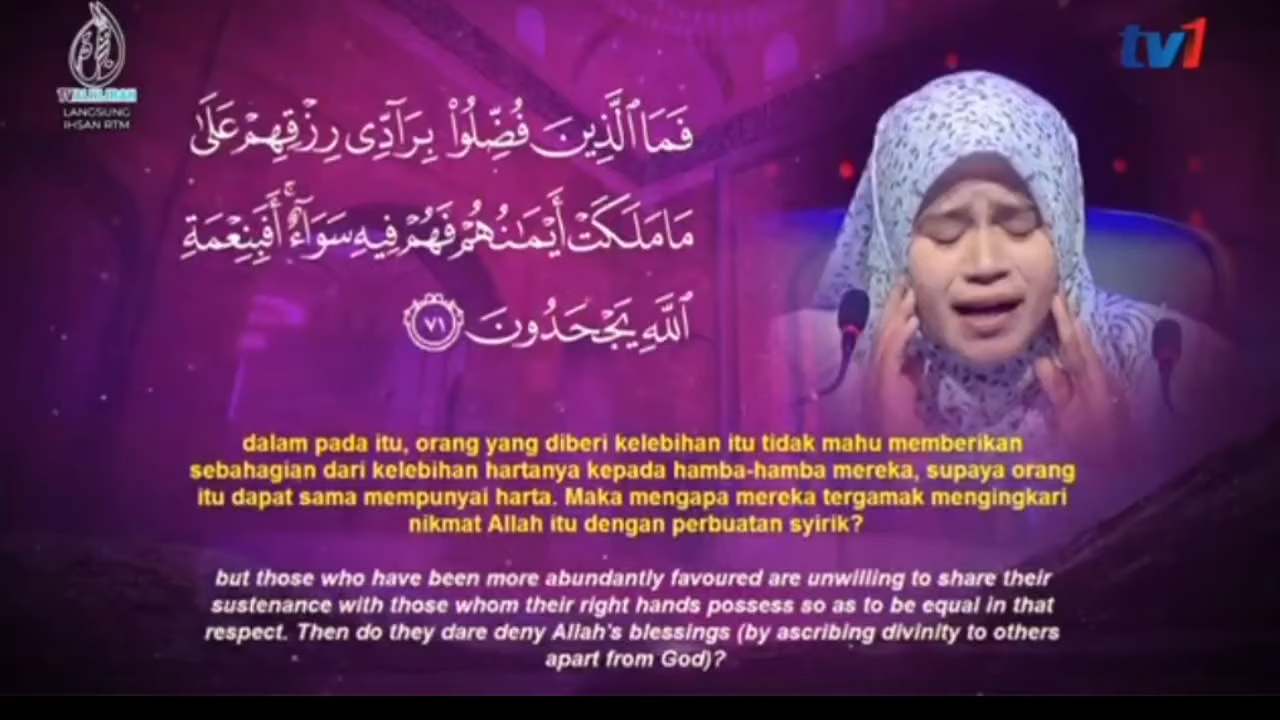 TV ALHIJRAH
LANGSUNG
IHSAN RTM
tv1
فَمَا ٱلَّذِينَ فُضِّلُوا۟ بِرَآدِّى رِزْقِهِمْ عَلَىٰ
مَا مَلَكَتْ أَيْمَـٰنُهُمْ فَهُمْ فِيهِ سَوَآءٌ ۚ أَفَبِنِعْمَةِ
ٱللَّهِ يَجْحَدُونَ ٧١
dalam pada itu, orang yang diberi kelebihan itu tidak mahu memberikan
sebahagian dari kelebihan hartanya kepada hamba-hamba mereka, supaya orang
itu dapat sama mempunyai harta. Maka mengapa mereka tergamak mengingkari
nikmat Allah itu dengan perbuatan syirik?
but those who have been more abundantly favoured are unwilling to share their
sustenance with those whom their right hands possess so as to be equal in that
respect. Then do they dare deny Allah's blessings (by ascribing divinity to others
apart from God)?